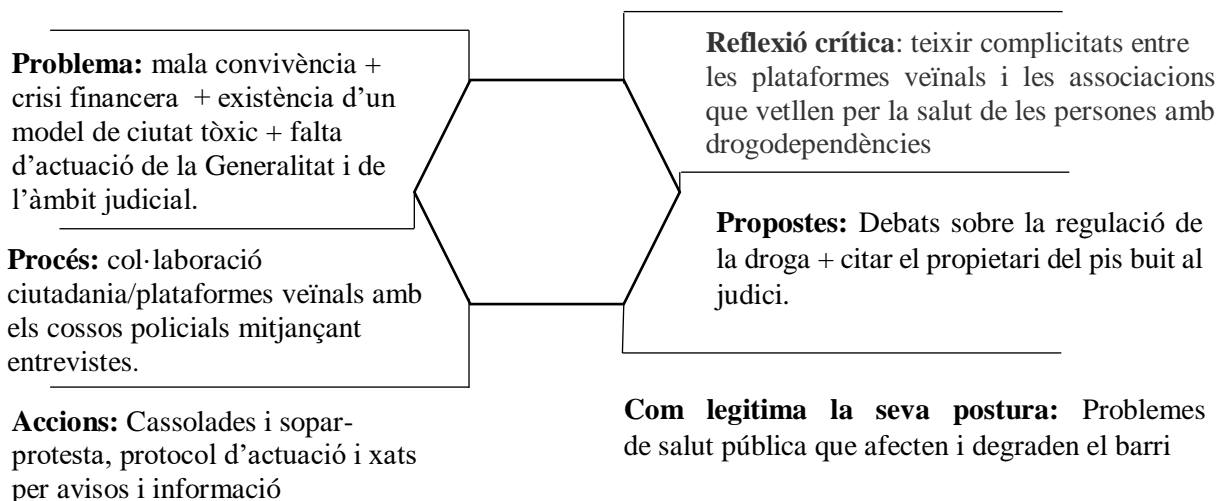 Problema: mala convivència +
crisi financera + existència d'un
model de ciutat tòxic + falta
d'actuació de la Generalitat i de
l'àmbit judicial.
Procés: col·laboració
ciutadania/plataformes veïnals amb
els cossos policials mitjançant
entrevistes.
Accions: Cassolades i sopar-
protesta, protocol d'actuació i xats
per avisos i informació
Reflexió crítica: teixir complicitats entre
les plataformes veïnals i les associacions
que vetllen per la salut de les persones amb
drogodependències
Propostes: Debats sobre la regulació de
la droga + citar el propietari del pis buit al
judici.
Com legitima la seva postura: Problemes
de salut pública que afecten i degraden el barri